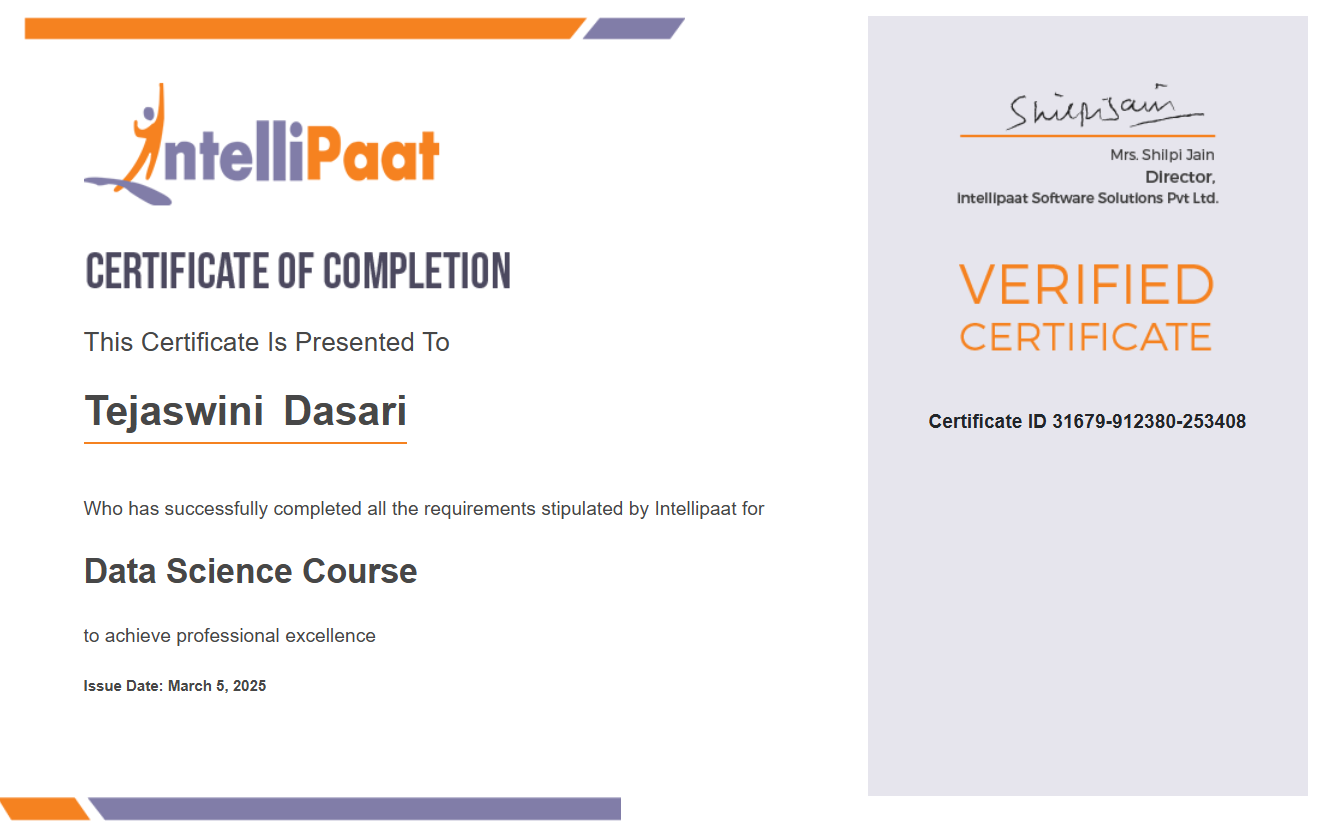 IntelliPaat
CERTIFICATE OF COMPLETION
This Certificate Is Presented To
Tejaswini Dasari
Who has successfully completed all the requirements stipulated by Intellipaat for
Data Science Course
to achieve professional excellence
Issue Date: March 5, 2025
Shilpi Jain
Mrs. Shilpi Jain
Director,
Intellipaat Software Solutions Pvt Ltd.
VERIFIED
CERTIFICATE
Certificate ID 31679-912380-253408